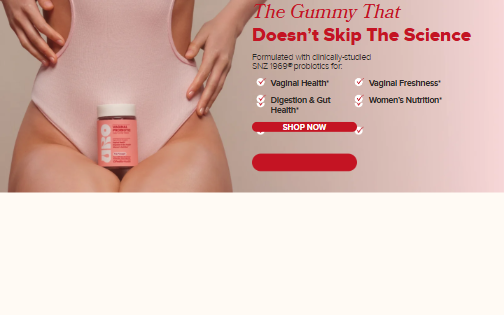 The Gummy That
Doesn't Skip The Science
Formulated with clinically-studied
SNZ 1969® probiotics for:
Vaginal Health*
Vaginal Freshness*
Digestion & Gut
Health*
Women's Nutrition*
SHOP NOW